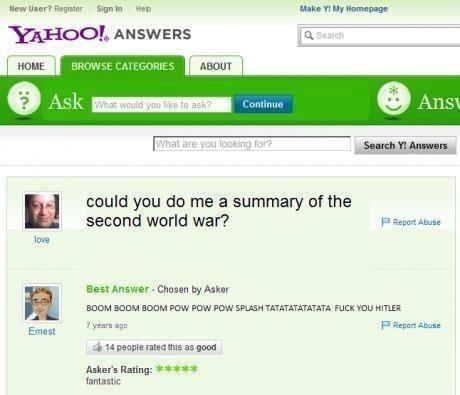 New User? Register Sign In Help Make Y! My Homepage
YAHOO! ANSWERS Search
HOME BROWSE CATEGORIES ABOUT
? Ask What would you like to ask? Continue Answ
What are you looking for? Search Y! Answers
could you do me a summary of the
second world war?
Report Abuse
love
Best Answer - Chosen by Asker
BOOM BOOM BOOM POW POW POW SPLASH TATATATATATATA FUCK YOU HITLER
7 years ago Report Abuse
Ernest
14 people rated this as good
Asker's Rating: *****
fantastic